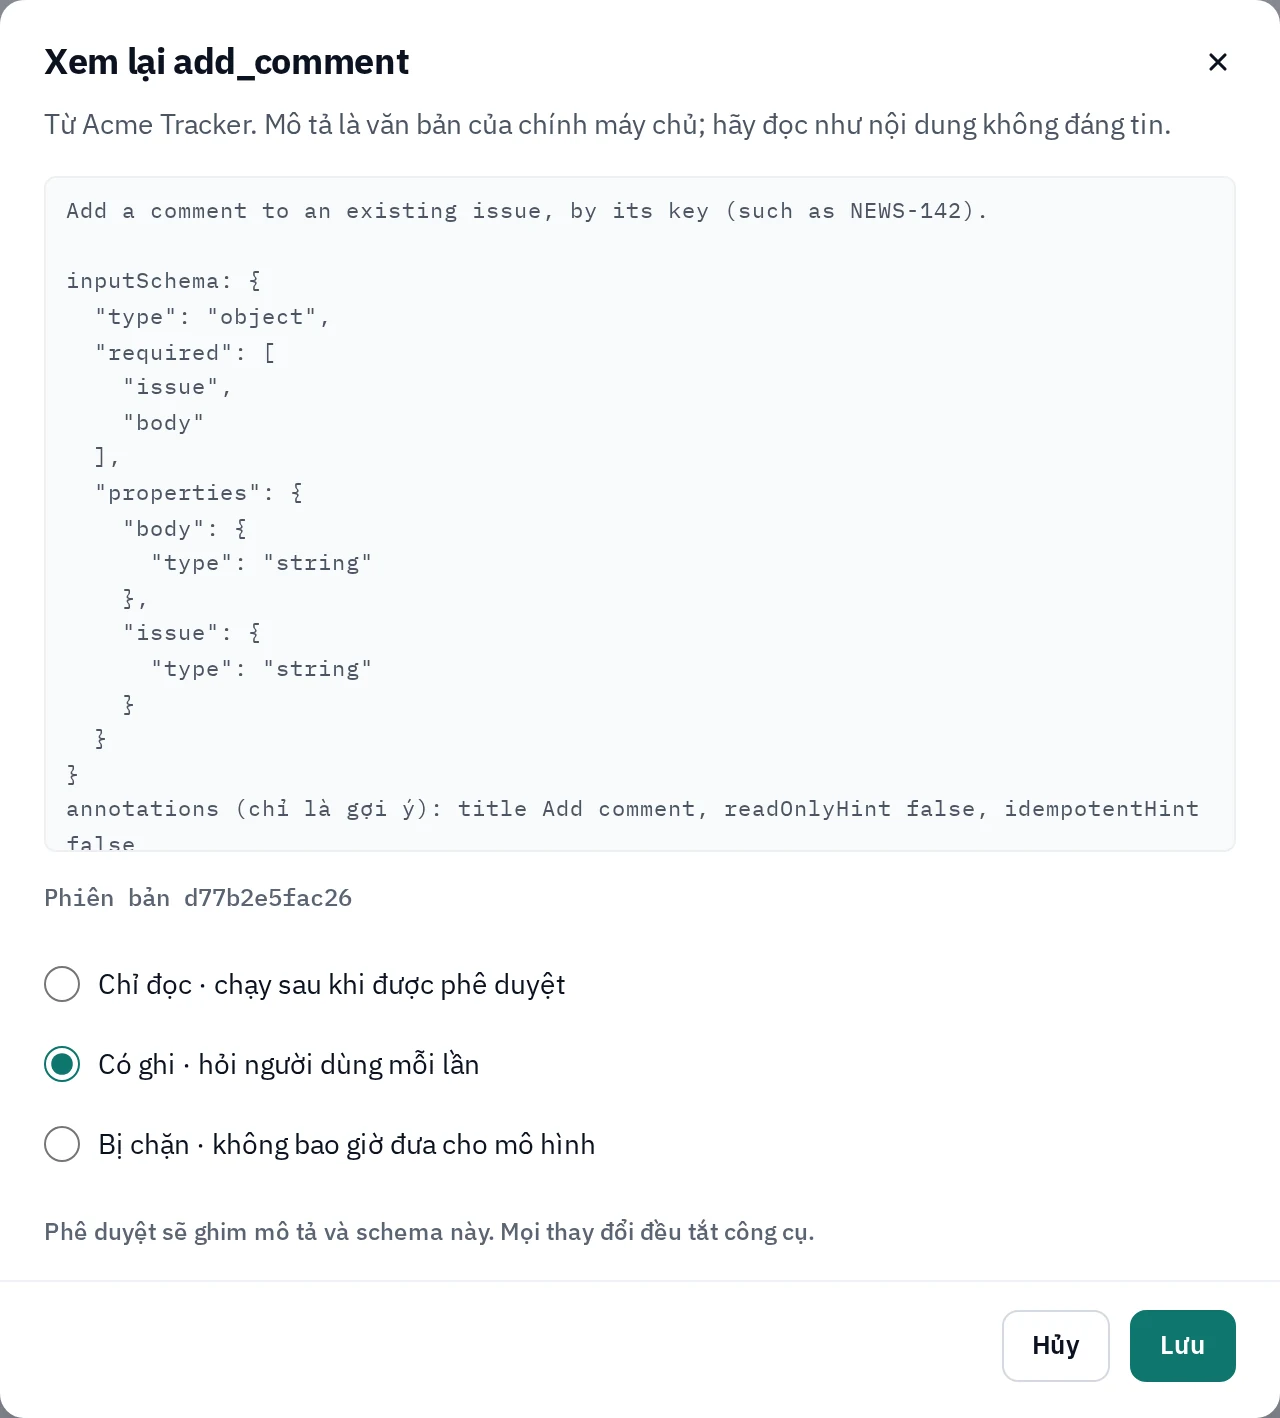 Xem lại add_comment
Từ Acme Tracker. Mô tả là văn bản của chính máy chủ; hãy đọc như nội dung không đáng tin.
Add a comment to an existing issue, by its key (such as NEWS-142).
inputSchema: {
  "type": "object",
  "required": [
    "issue",
    "body"
  ],
  "properties": {
    "body": {
      "type": "string"
    },
    "issue": {
      "type": "string"
    }
  }
}
annotations (chỉ là gợi ý): title Add comment, readOnlyHint false, idempotentHint
false
Phiên bản d77b2e5fac26
Chỉ đọc · chạy sau khi được phê duyệt
Có ghi · hỏi người dùng mỗi lần
Bị chặn · không bao giờ đưa cho mô hình
Phê duyệt sẽ ghim mô tả và schema này. Mọi thay đổi đều tắt công cụ.
Hủy
Lưu